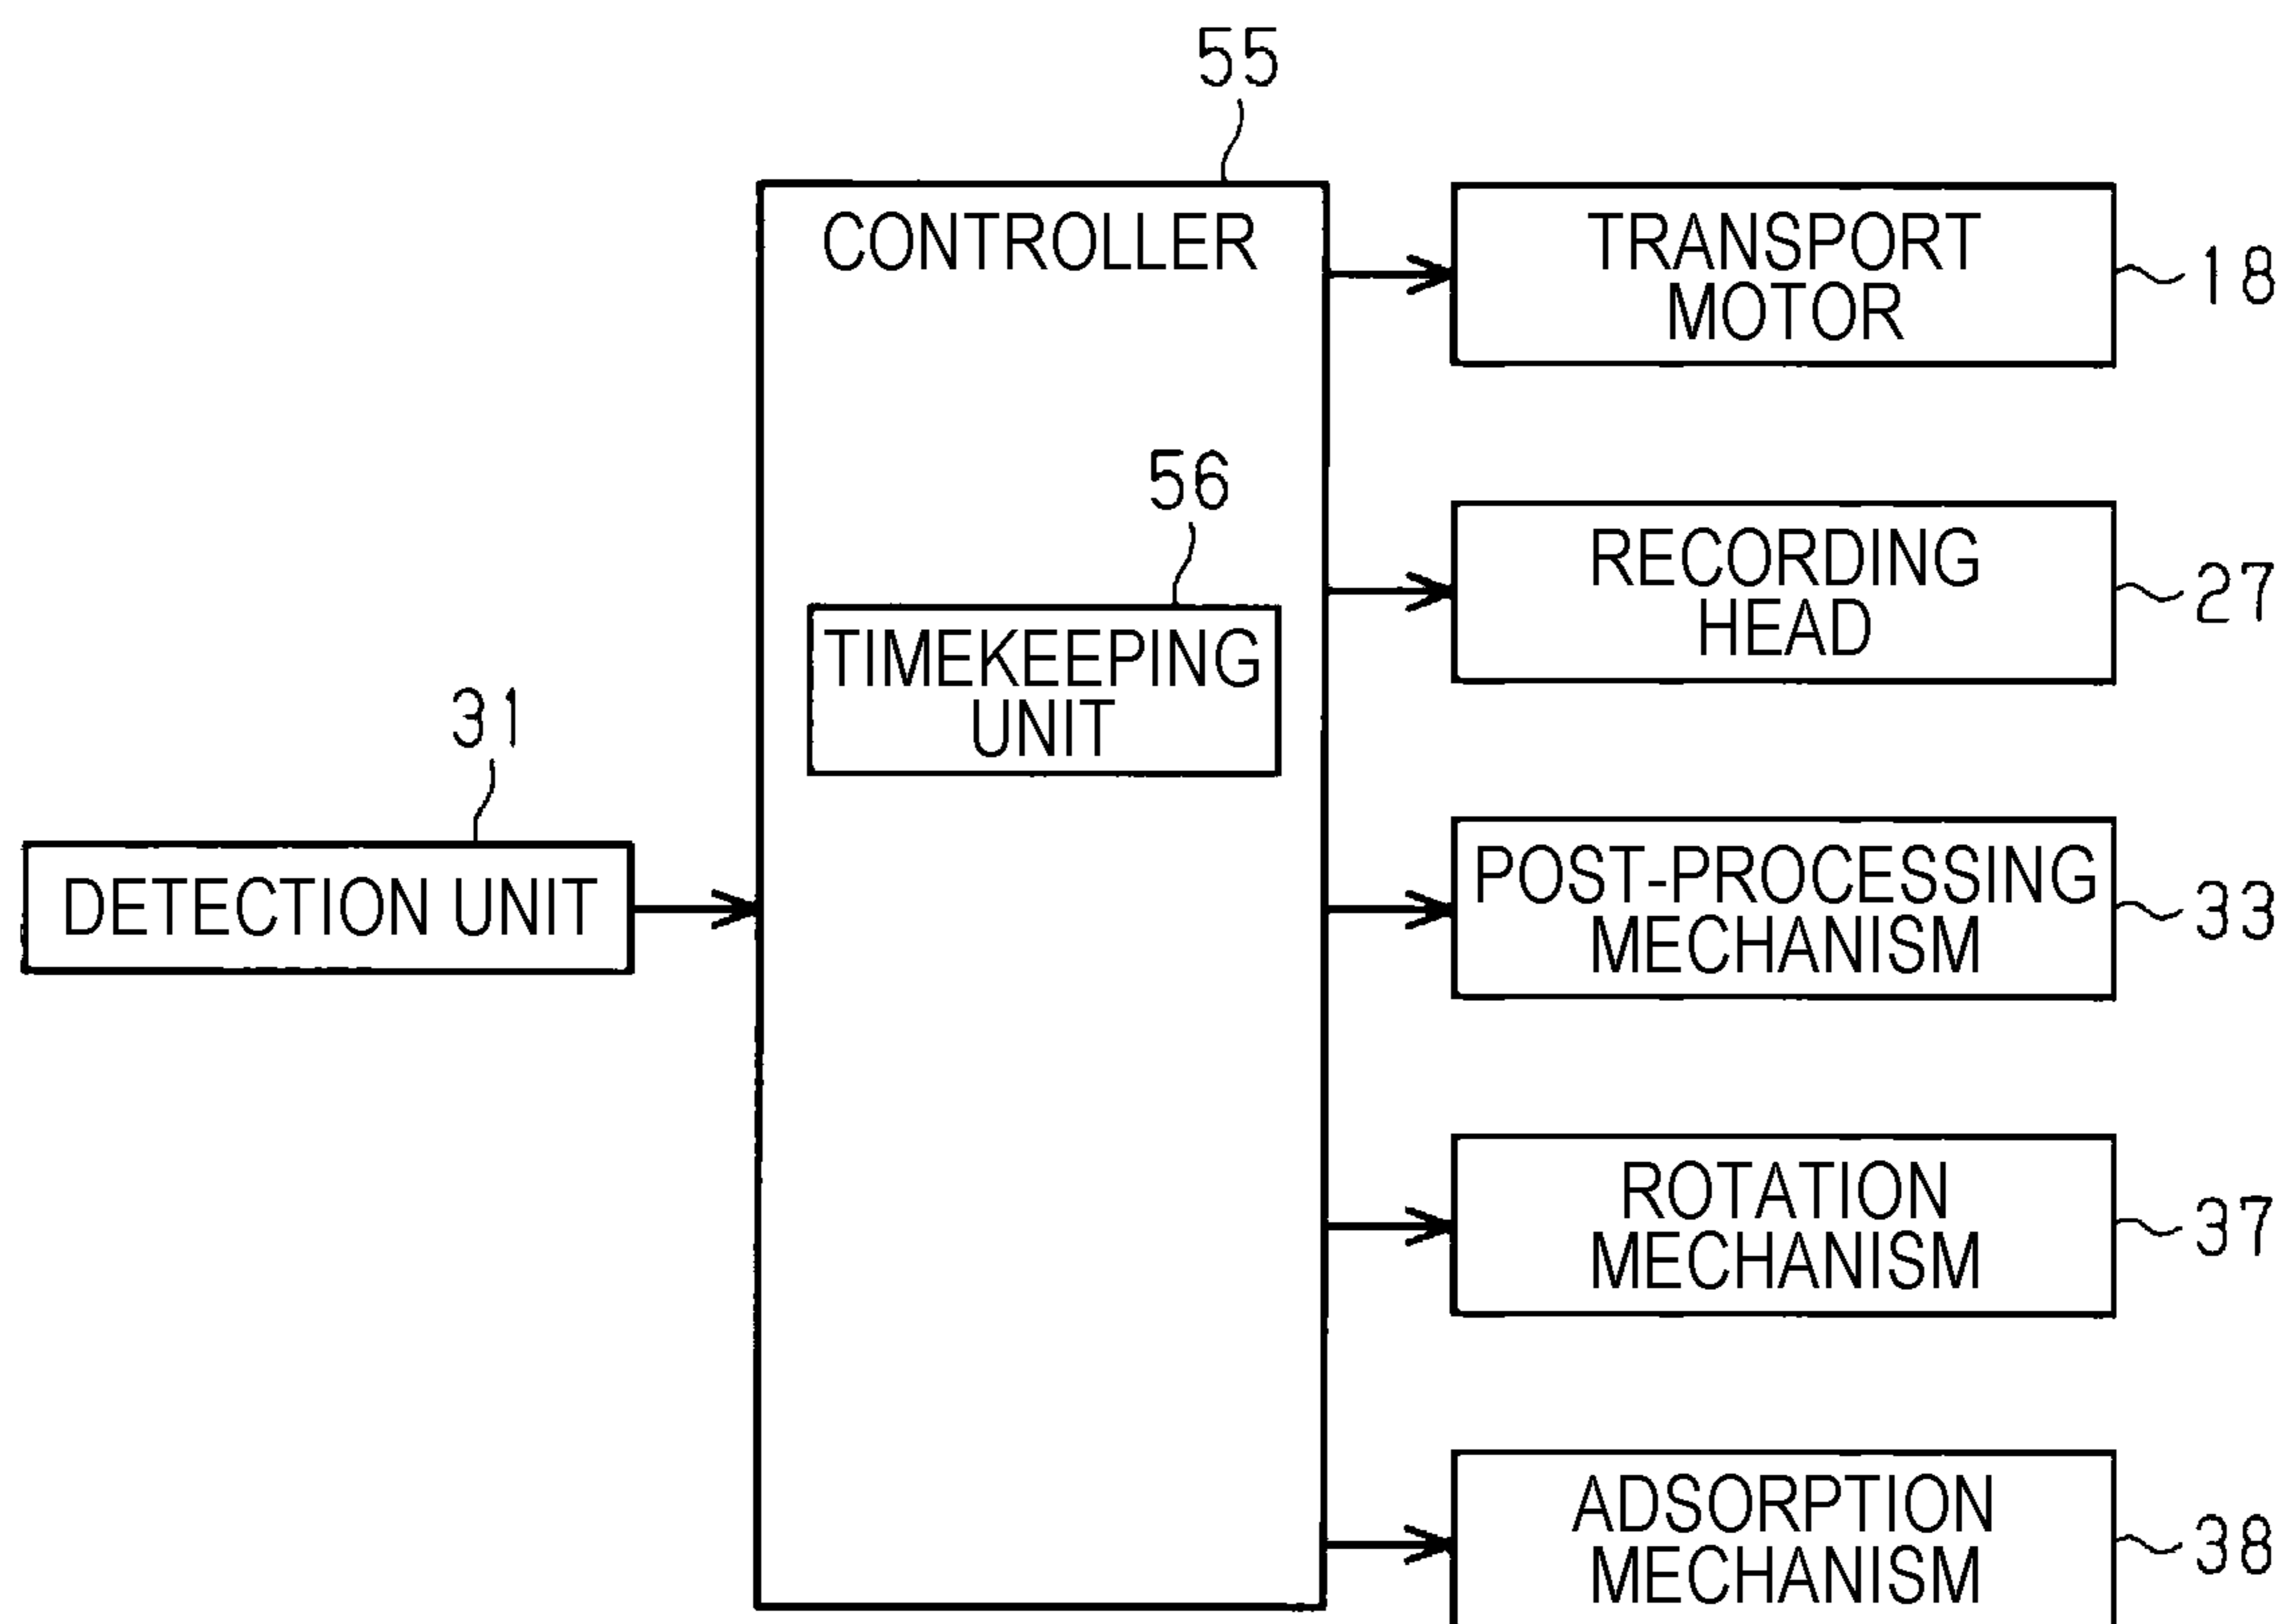 55
CONTROLLER
TRANSPORT
MOTOR
18
56
TIMEKEEPING
UNIT
RECORDING
HEAD
27
31
DETECTION UNIT
POST-PROCESSING
MECHANISM
33
ROTATION
MECHANISM
37
ADSORPTION
MECHANISM
38